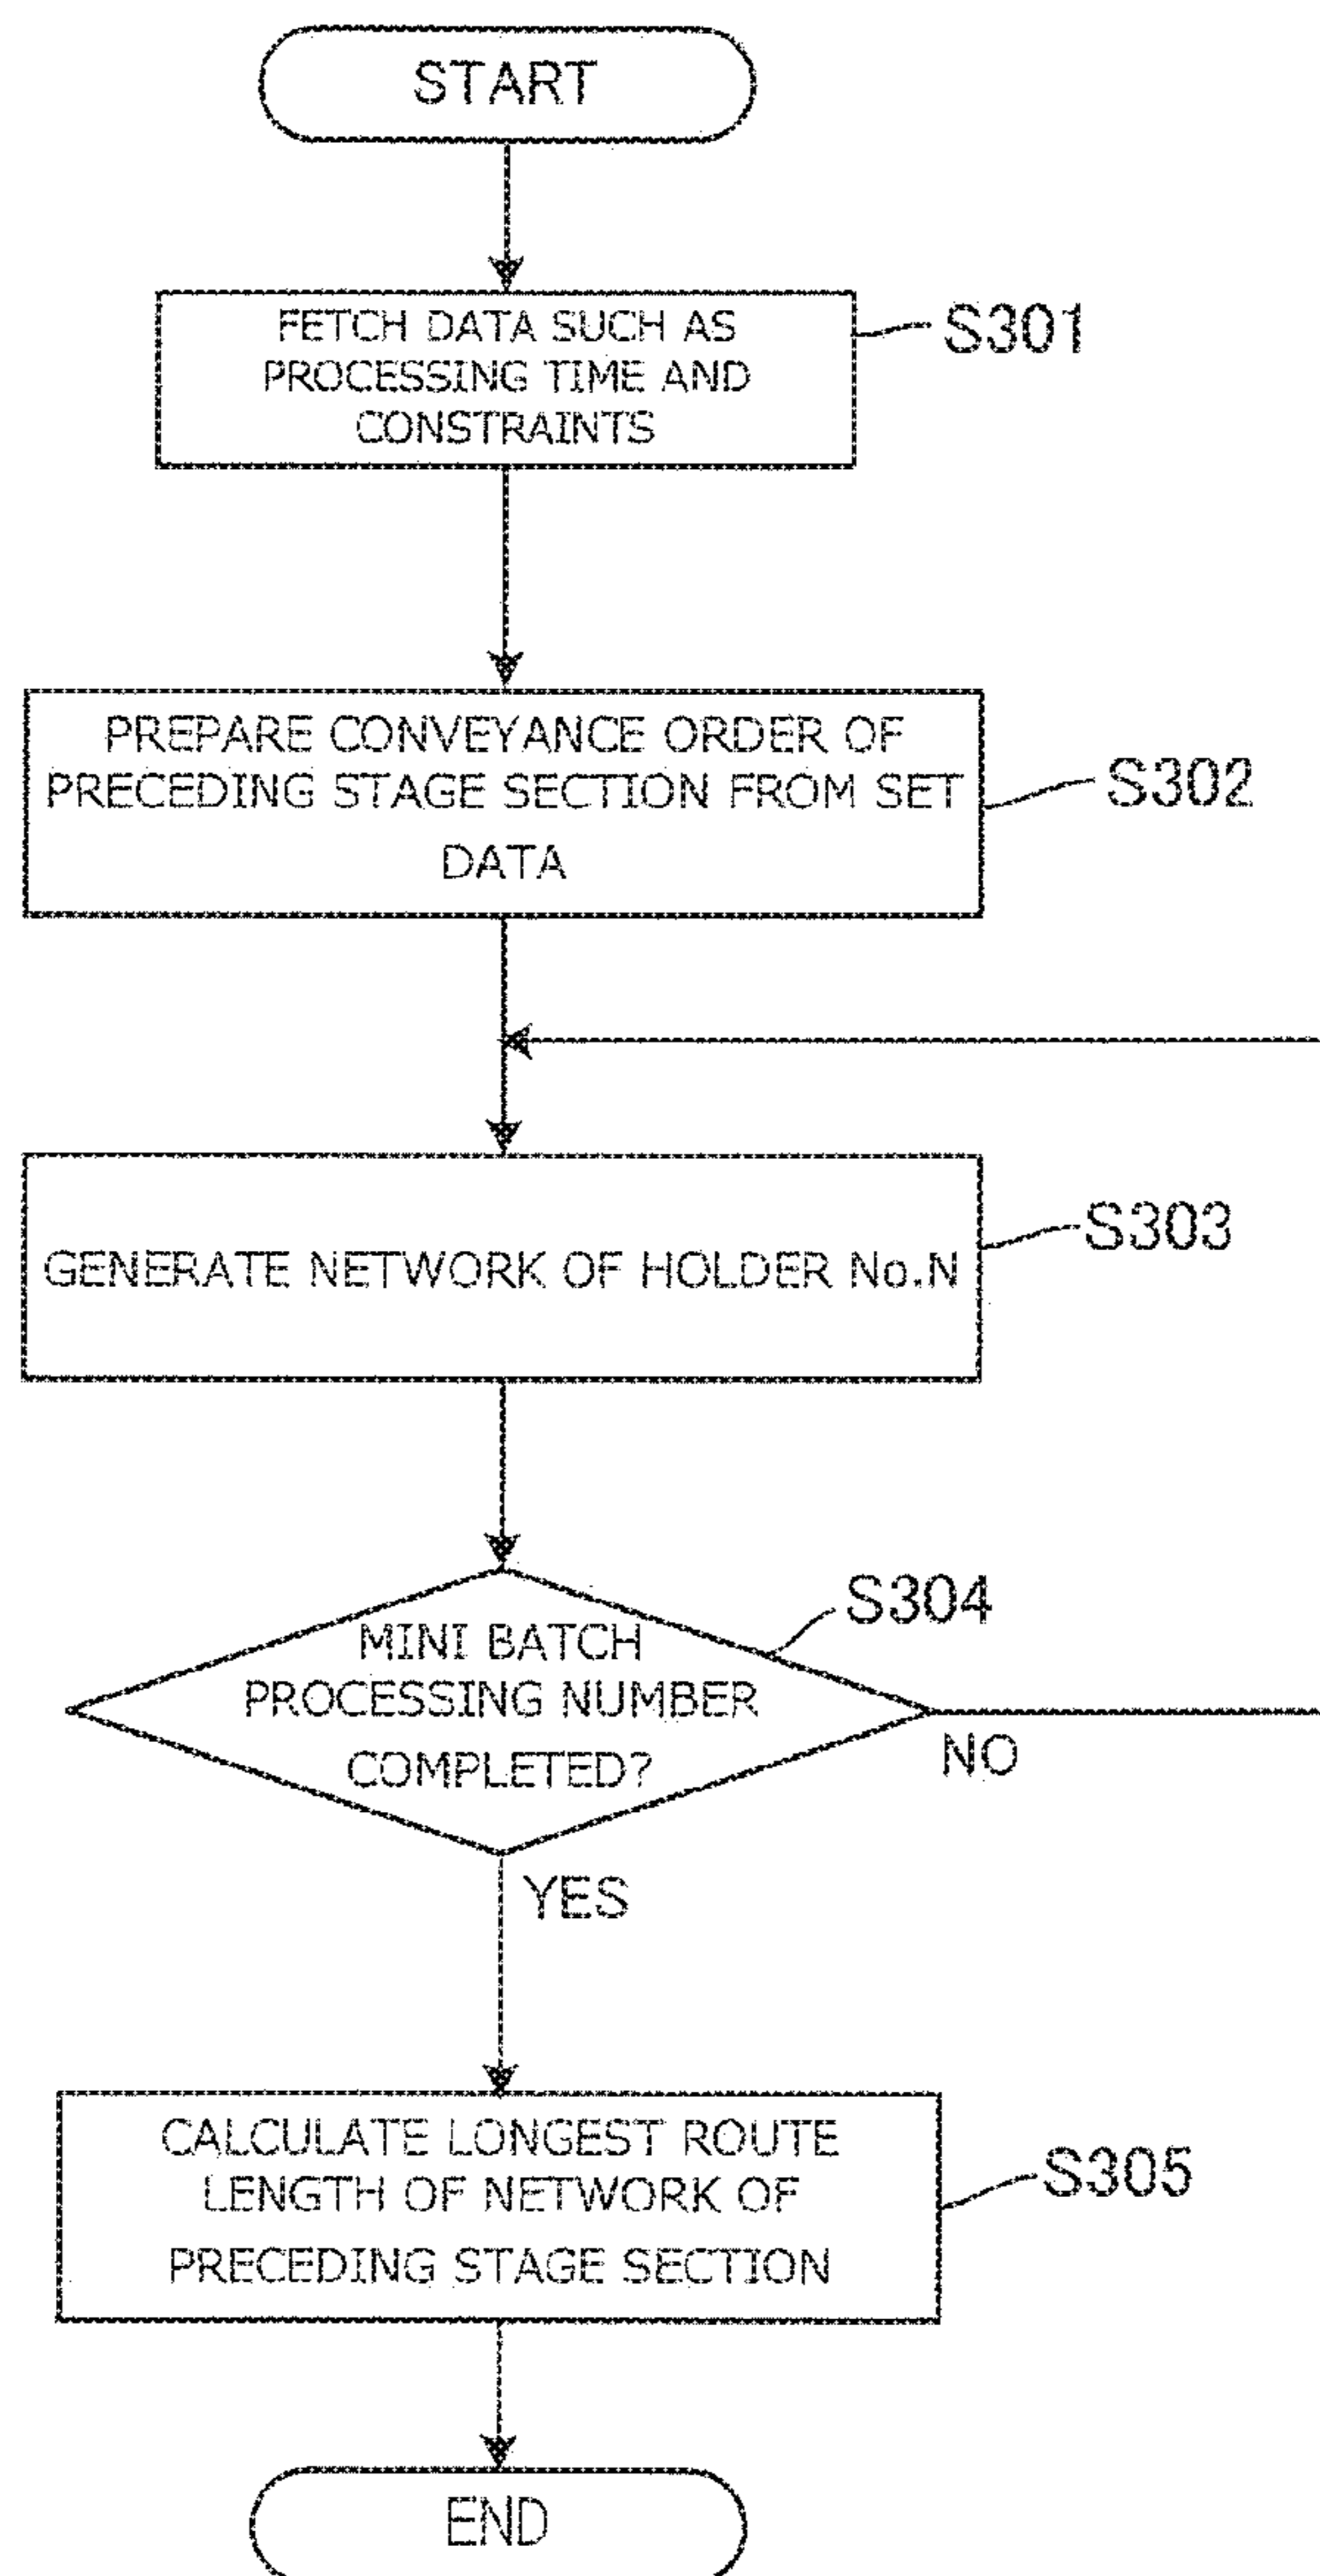 START
FETCH DATA SUCH AS
PROCESSING TIME AND
CONSTRAINTS
S301
PREPARE CONVEYANCE ORDER OF
PRECEDING STAGE SECTION FROM SET
DATA
S302
GENERATE NETWORK OF HOLDER No.N
S303
MINI BATCH
PROCESSING NUMBER
COMPLETED?
S304
NO
YES
CALCULATE LONGEST ROUTE
LENGTH OF NETWORK OF
PRECEDING STAGE SECTION
S305
END